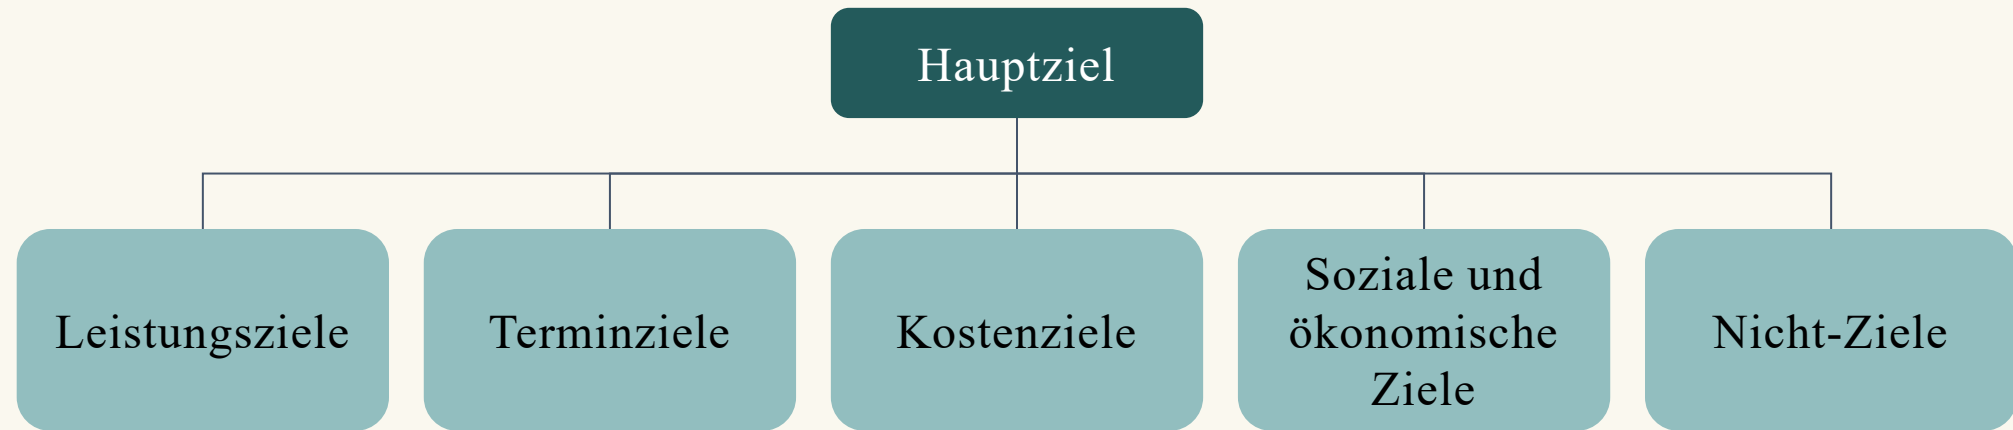 Hauptziel
Leistungsziele
Terminziele
Kostenziele
Soziale und
ökonomische
Ziele
Nicht-Ziele